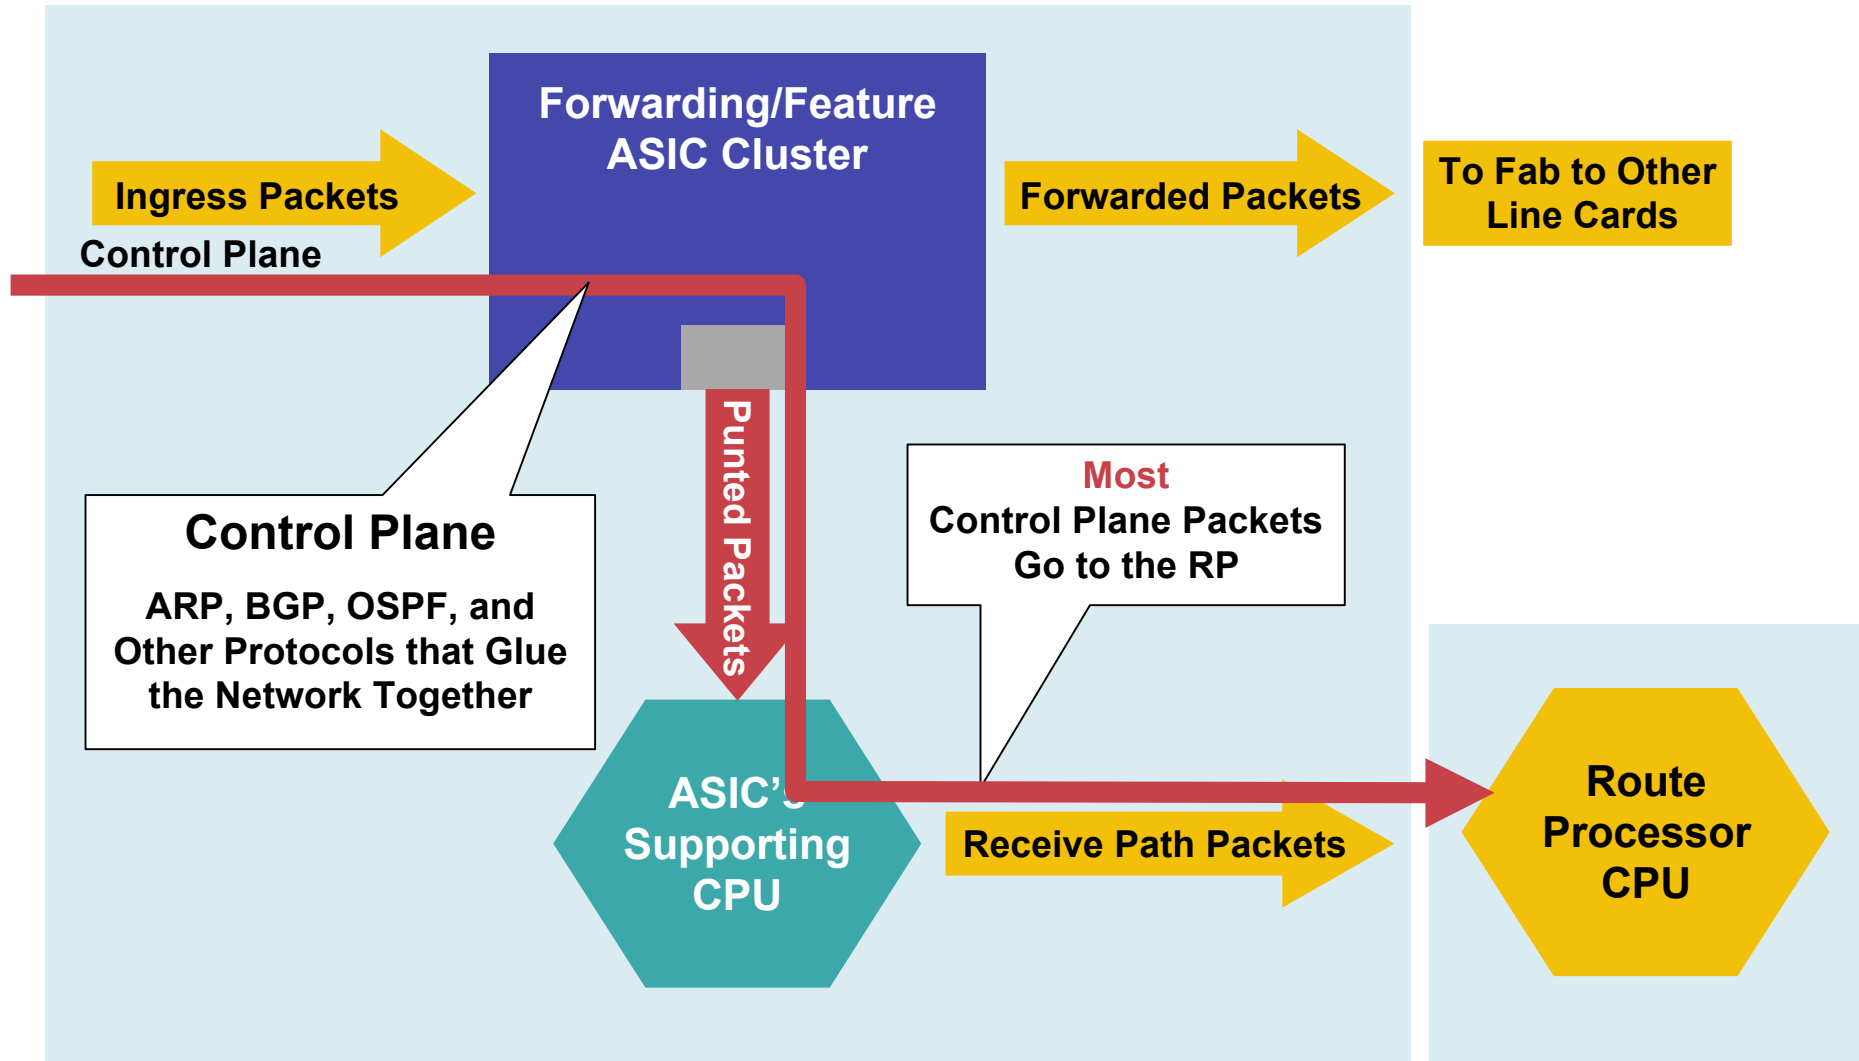 Forwarding/Feature
ASIC Cluster
Ingress Packets
Forwarded Packets
To Fab to Other
Line Cards
Control Plane
Control Plane
ARP, BGP, OSPF, and
Other Protocols that Glue
the Network Together
Punted Packets
Most
Control Plane Packets
Go to the RP
ASIC's
Supporting
CPU
Receive Path Packets
Route
Processor
CPU